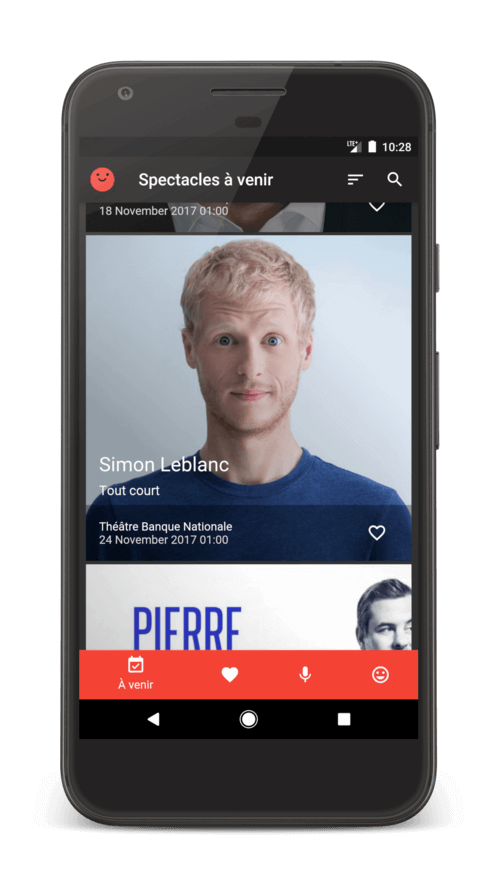 LTE
10:28
Spectacles à venir
18 November 2017 01:00
Simon Leblanc
Tout court
Théâtre Banque Nationale
24 November 2017 01:00
PIERRE
À venir